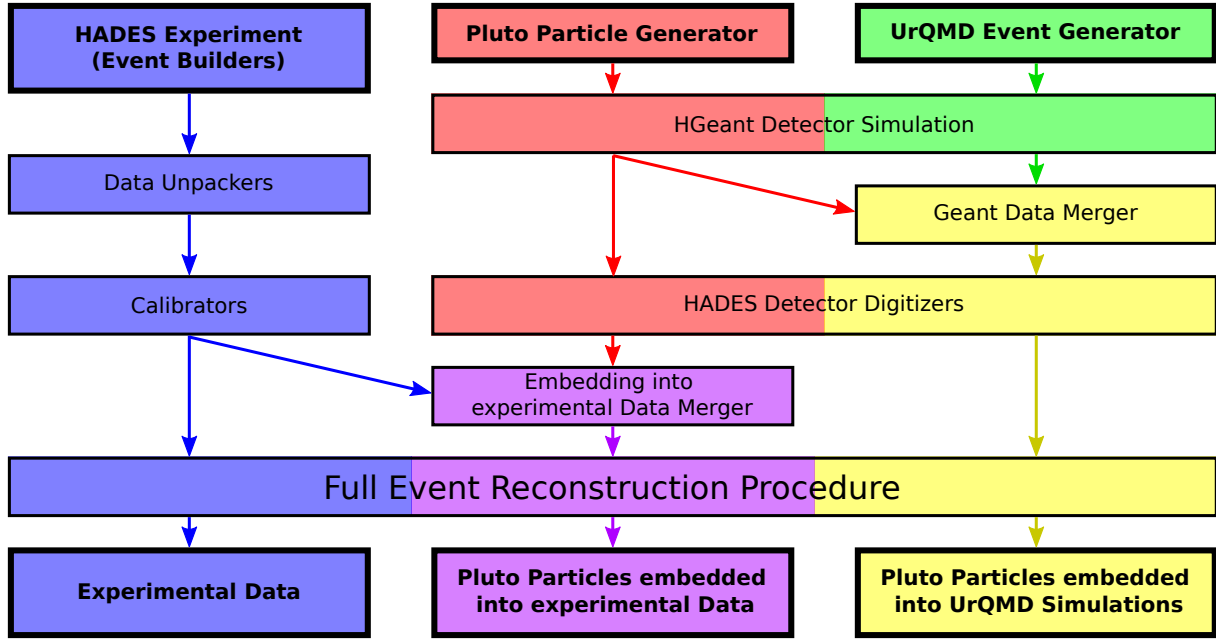 HADES Experiment
(Event Builders)
Pluto Particle Generator
UrQMD Event Generator
HGeant Detector Simulation
Data Unpackers
Geant Data Merger
Calibrators
HADES Detector Digitizers
Embedding into
experimental Data Merger
Full Event Reconstruction Procedure
Experimental Data
Pluto Particles embedded
into experimental Data
Pluto Particles embedded
into UrQMD Simulations